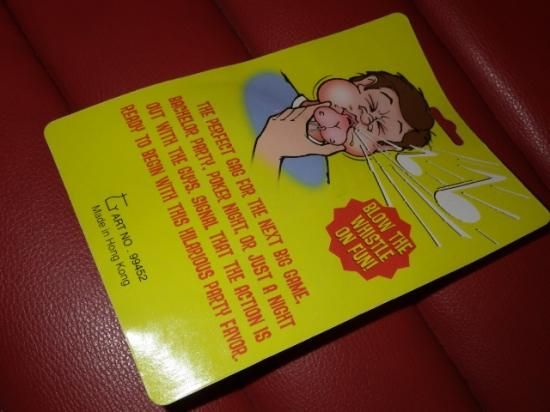 BLOW THE
WHISTLE
ON FUN!
THE PERFECT GAG FOR THE NEXT BIG GAME,
BACHELOR PARTY, POKER NIGHT, OR JUST A NIGHT
OUT WITH THE GUYS. SIGNAL THAT THE ACTION IS
READY TO BEGIN WITH THIS HILARIOUS PARTY FAVOR.
ART NO - 99452
Made in Hong Kong